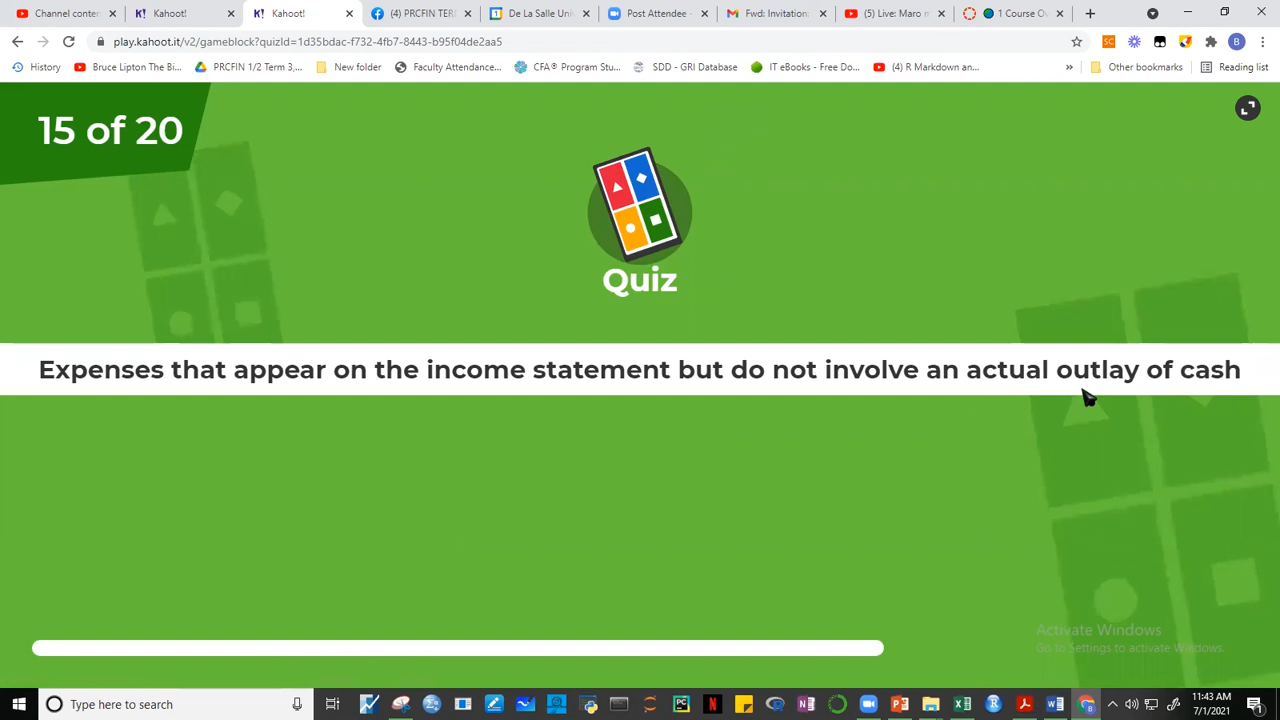 Channel conten
Kahoot!
Kahoot!
(4) PRCFIN TER
De La Salle Uni
Post Attendee -
Fwd: Invitation:
(5) Live: Maro m
1 Course Ov
play.kahoot.it/v2/gameblock?quizId=1d35bdac-f732-4fb7-8443-b95f04de2aa5
SC
B
History
Bruce Lipton The Bi...
PRCFIN 1/2 Term 3,...
New folder
Faculty Attendance...
CFA® Program Stu...
SDD - GRI Database
IT eBooks - Free Do...
(4) R Markdown an...
»
Other bookmarks
Reading list
15 of 20
Quiz
Expenses that appear on the income statement but do not involve an actual outlay of cash
Activate Windows
Go to Settings to activate Windows.
Type here to search
11:43 AM
7/1/2021